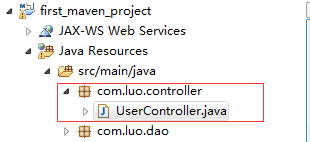 first_maven_project
JAX-WS Web Services
Java Resources
src/main/java
com.luo.controller
UserController.java
com.luo.dao